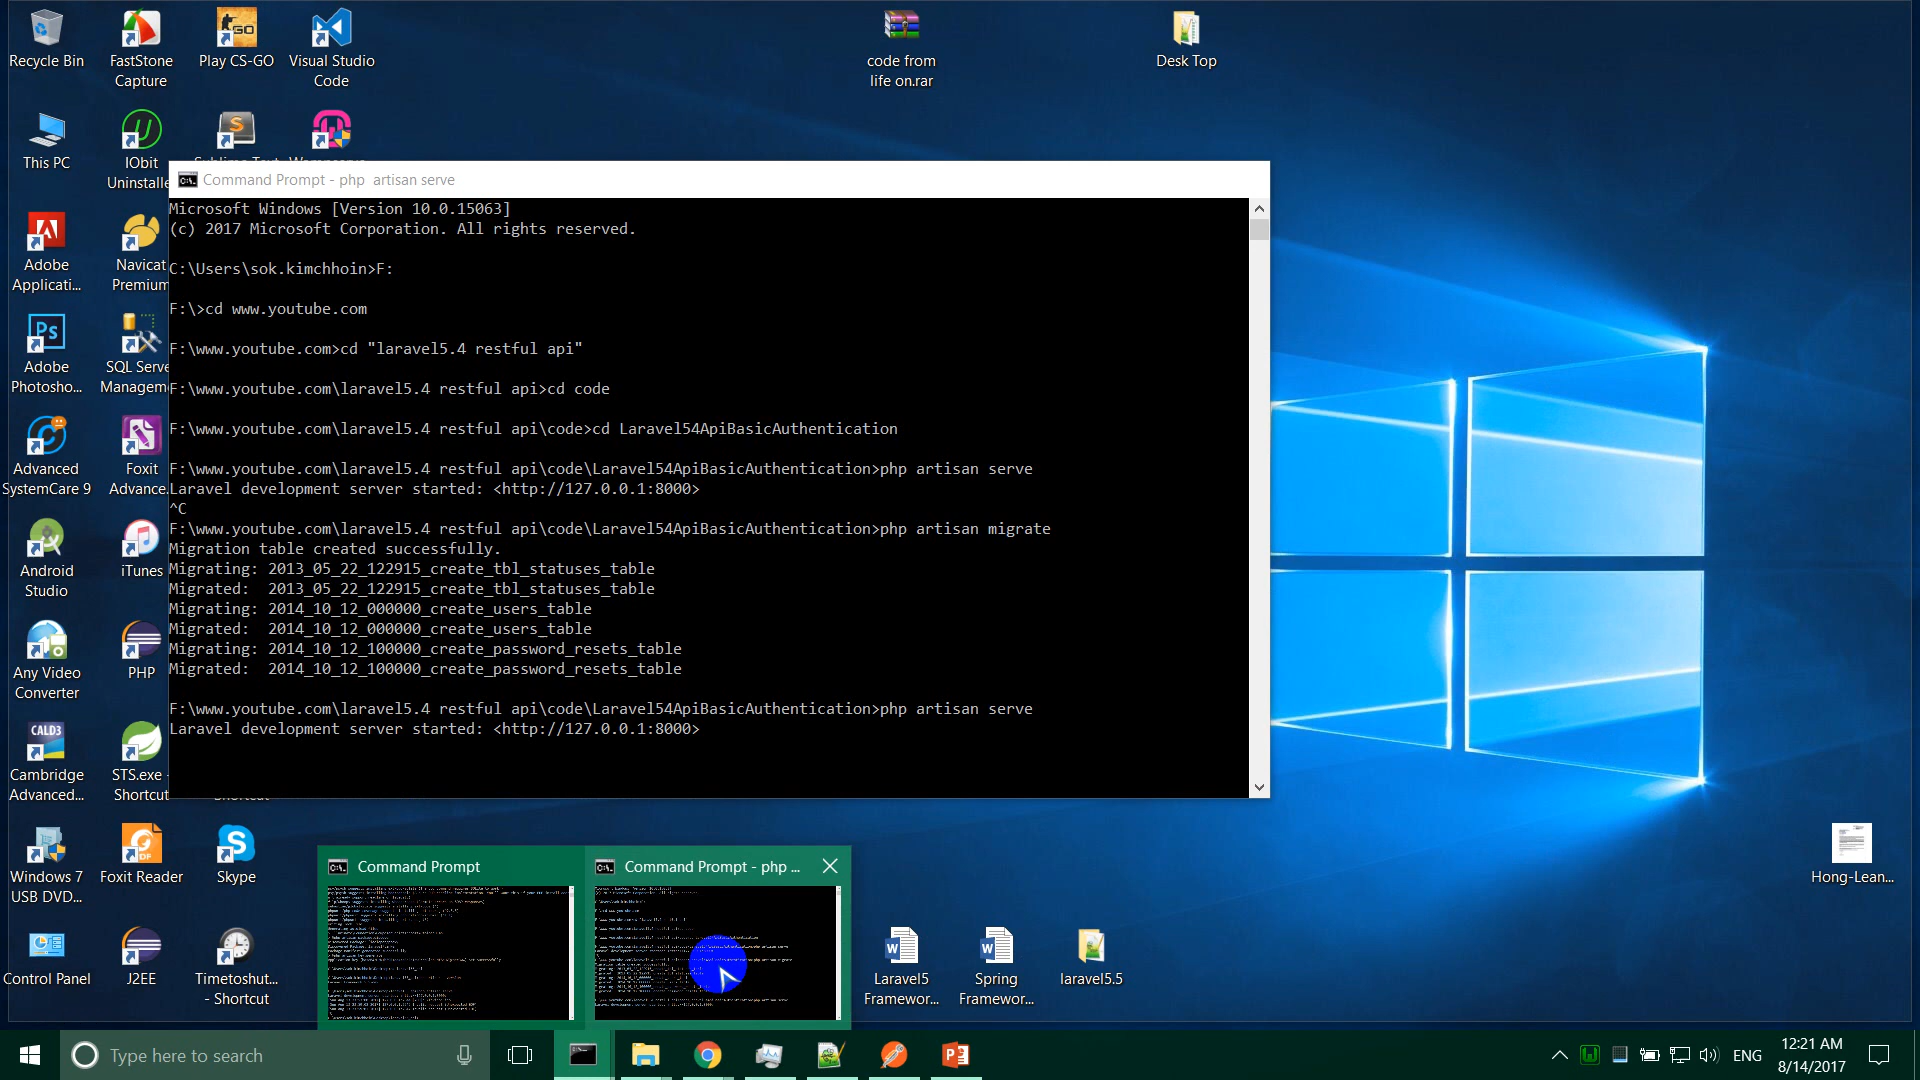 Recycle Bin
FastStone
Capture
Play CS-GO
Visual Studio
Code
code from
life on.rar
Desk Top
This PC
IObit
Uninstalle
Command Prompt - php  artisan serve
Microsoft Windows [Version 10.0.15063]
(c) 2017 Microsoft Corporation. All rights reserved.
C:\Users\sok.kimchhoin>F:
F:\>cd www.youtube.com
F:\www.youtube.com>cd "laravel5.4 restful api"
F:\www.youtube.com\laravel5.4 restful api>cd code
F:\www.youtube.com\laravel5.4 restful api\code>cd Laravel54ApiBasicAuthentication
F:\www.youtube.com\laravel5.4 restful api\code\Laravel54ApiBasicAuthentication>php artisan serve
Laravel development server started: <http://127.0.0.1:8000>
^C
F:\www.youtube.com\laravel5.4 restful api\code\Laravel54ApiBasicAuthentication>php artisan migrate
Migration table created successfully.
Migrating: 2013_05_22_122915_create_tbl_statuses_table
Migrated:  2013_05_22_122915_create_tbl_statuses_table
Migrating: 2014_10_12_000000_create_users_table
Migrated:  2014_10_12_000000_create_users_table
Migrating: 2014_10_12_100000_create_password_resets_table
Migrated:  2014_10_12_100000_create_password_resets_table
F:\www.youtube.com\laravel5.4 restful api\code\Laravel54ApiBasicAuthentication>php artisan serve
Laravel development server started: <http://127.0.0.1:8000>
Adobe
Applicati...
Navicat
Premium
Adobe
Photosho...
SQL Serve
Managem
Advanced
SystemCare 9
Foxit
Advance.
Android
Studio
iTunes
Any Video
Converter
PHP
CALD3
Cambridge
Advanced...
STS.exe -
Shortcut
Windows 7
USB DVD...
Foxit Reader
Skype
Command Prompt
Command Prompt - php ...
Hong-Lean...
Control Panel
J2EE
Timetoshut...
- Shortcut
Laravel5
Framewor...
Spring
Framewor...
laravel5.5
Type here to search
ENG
12:21 AM
8/14/2017